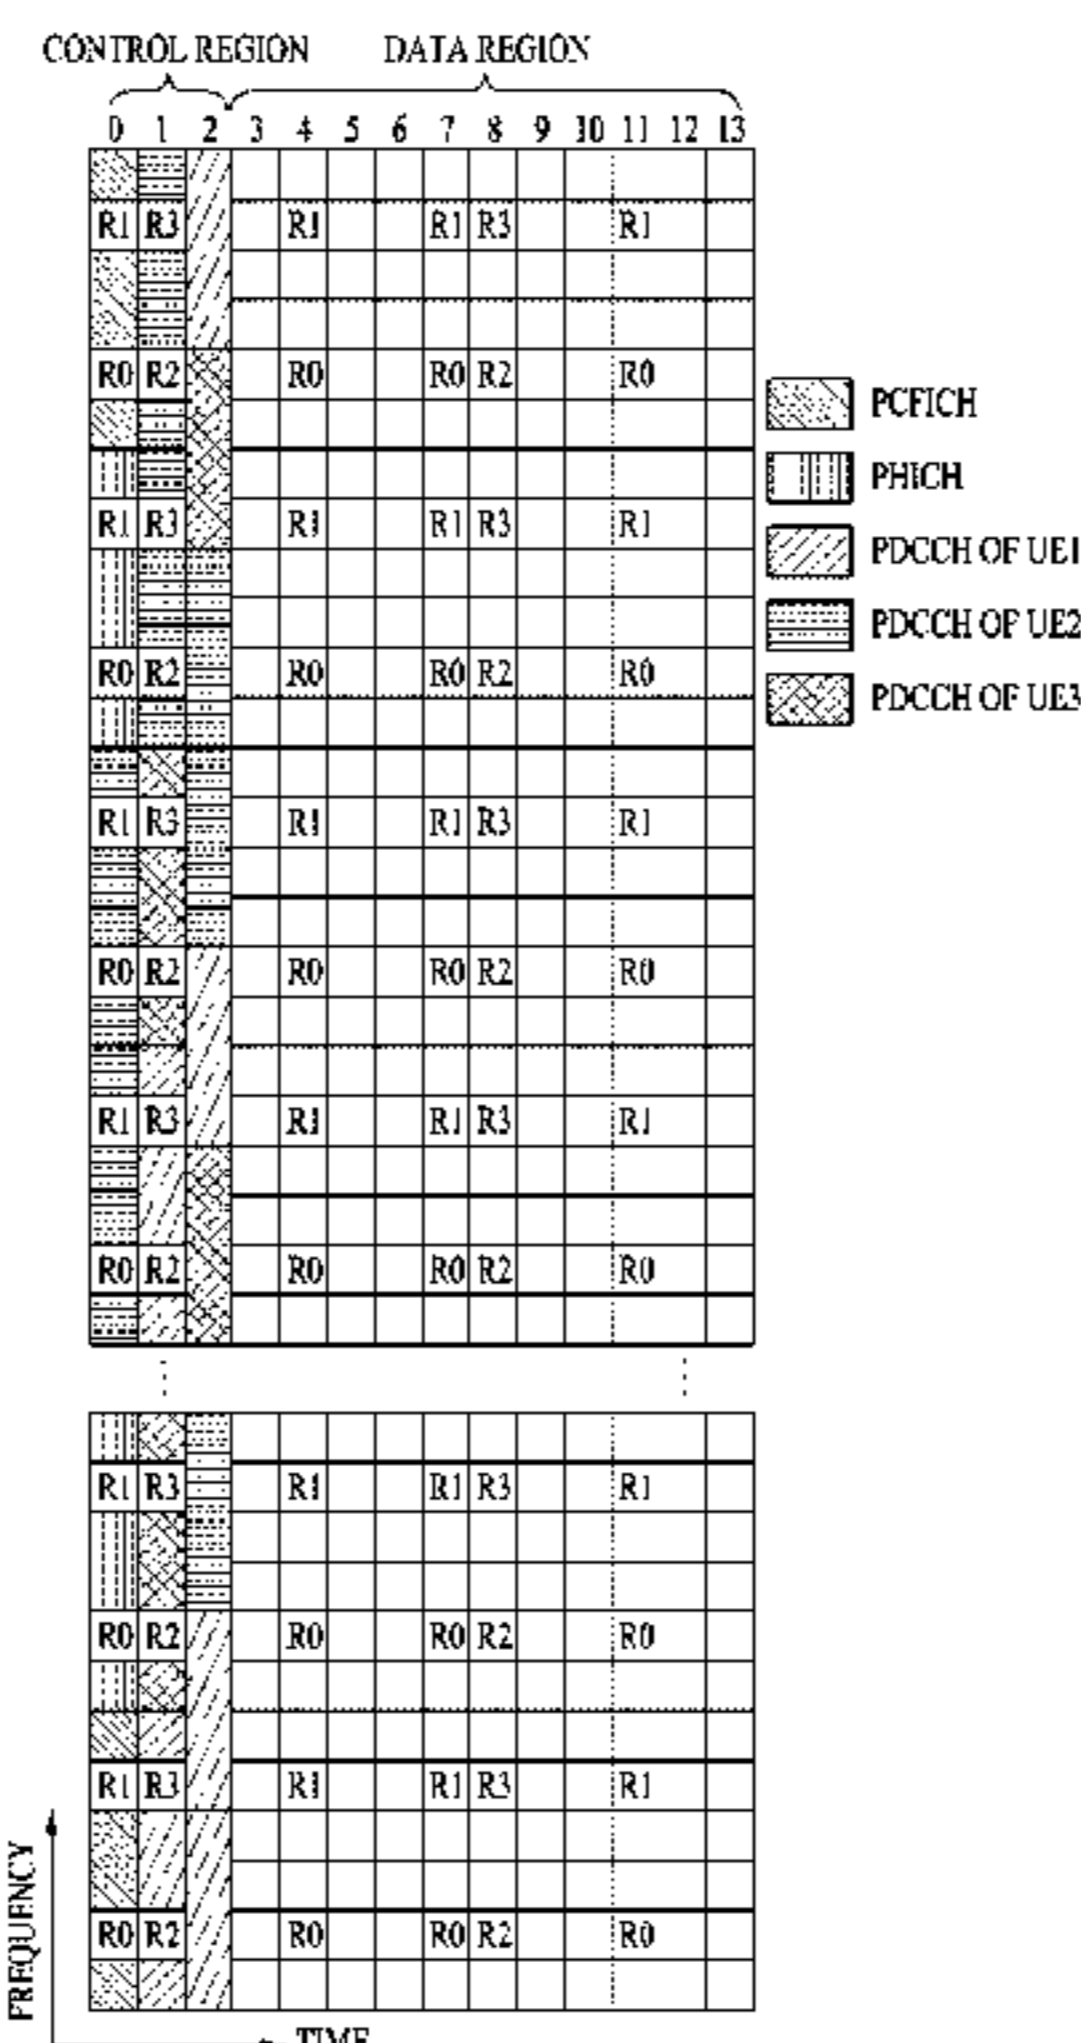 CONTROL REGION DATA REGION
0 1 2 3 4 5 6 7 8 9 10 11 12 13
R1 R3 R1 R1 R3 R1
R0 R2 R0 R0 R2 R0
PCFICH
PHICH
R1 R3 R1 R1 R3 R1
PDCCH OF UE1
PDCCH OF UE2
R0 R2 R0 R0 R2 R0
PDCCH OF UE3
R1 R3 R1 R1 R3 R1
R0 R2 R0 R0 R2 R0
R1 R3 R1 R1 R3 R1
R0 R2 R0 R0 R2 R0
R1 R3 R1 R1 R3 R1
R0 R2 R0 R0 R2 R0
R1 R3 R1 R1 R3 R1
R0 R2 R0 R0 R2 R0
FREQUENCY
TIME